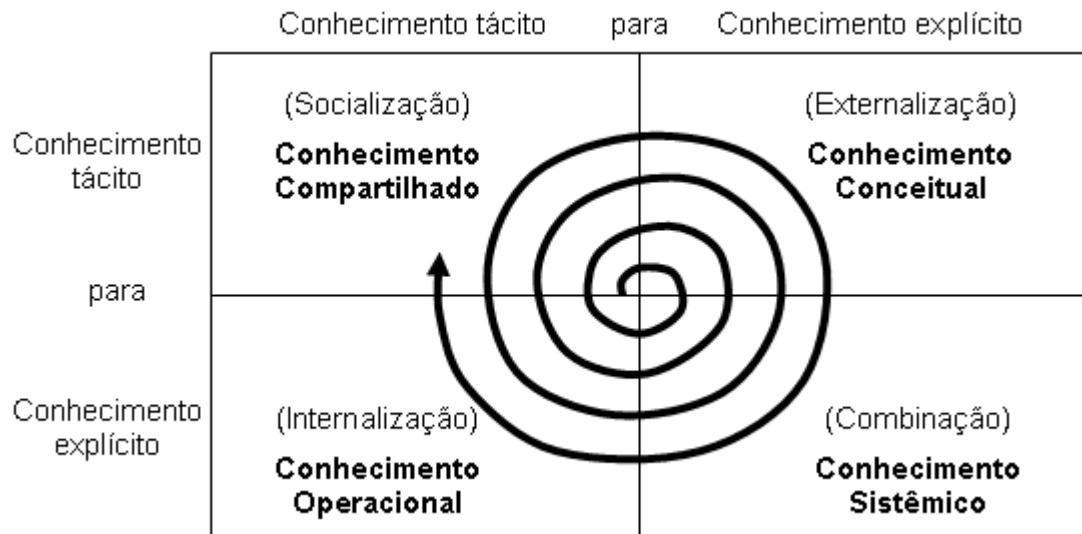 Conhecimento tácito para Conhecimento explícito
(Socialização)
Conhecimento
Compartilhado
(Externalização)
Conhecimento
Conceitual
Conhecimento
tácito
para
Conhecimento
explícito
(Internalização)
Conhecimento
Operacional
(Combinação)
Conhecimento
Sistêmico